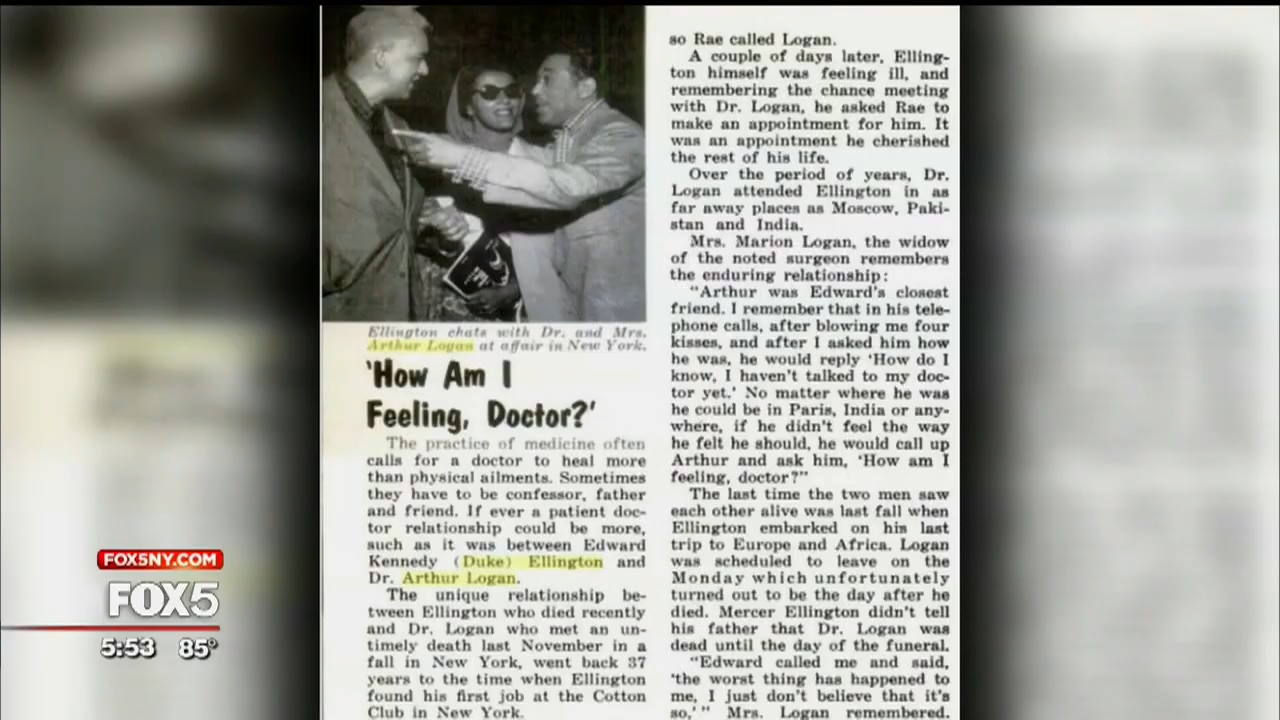 Ellington chats with Dr. and Mrs.
Arthur Logan at affair in New York.
'How Am I
Feeling, Doctor?'
The practice of medicine often
calls for a doctor to heal more
than physical ailments. Sometimes
they have to be confessor, father
and friend. If ever a patient doc-
tor relationship could be more,
such as it was between Edward
Kennedy (Duke) Ellington and
Dr. Arthur Logan.
The unique relationship be-
tween Ellington who died recently
and Dr. Logan who met an un-
timely death last November in a
fall in New York, went back 37
years to the time when Ellington
found his first job at the Cotton
Club in New York.
so Rae called Logan.
A couple of days later, Elling-
ton himself was feeling ill, and
remembering the chance meeting
with Dr. Logan, he asked Rae to
make an appointment for him. It
was an appointment he cherished
the rest of his life.
Over the period of years, Dr.
Logan attended Ellington in as
far away places as Moscow, Paki-
stan and India.
Mrs. Marion Logan, the widow
of the noted surgeon remembers
the enduring relationship:
"Arthur was Edward's closest
friend. I remember that in his tele-
phone calls, after blowing me four
kisses, and after I asked him how
he was, he would reply 'How do I
know, I haven't talked to my doc-
tor yet.' No matter where he was
he could be in Paris, India or any-
where, if he didn't feel the way
he felt he should, he would call up
Arthur and ask him, 'How am I
feeling, doctor?"
The last time the two men saw
each other alive was last fall when
Ellington embarked on his last
trip to Europe and Africa. Logan
was scheduled to leave on the
Monday which unfortunately
turned out to be the day after he
died. Mercer Ellington didn't tell
his father that Dr. Logan was
dead until the day of the funeral.
"Edward called me and said,
'the worst thing has happened to
me, I just don't believe that it's
so,' " Mrs. Logan remembered.
FOX5NY.COM
FOX5
5:53 85°